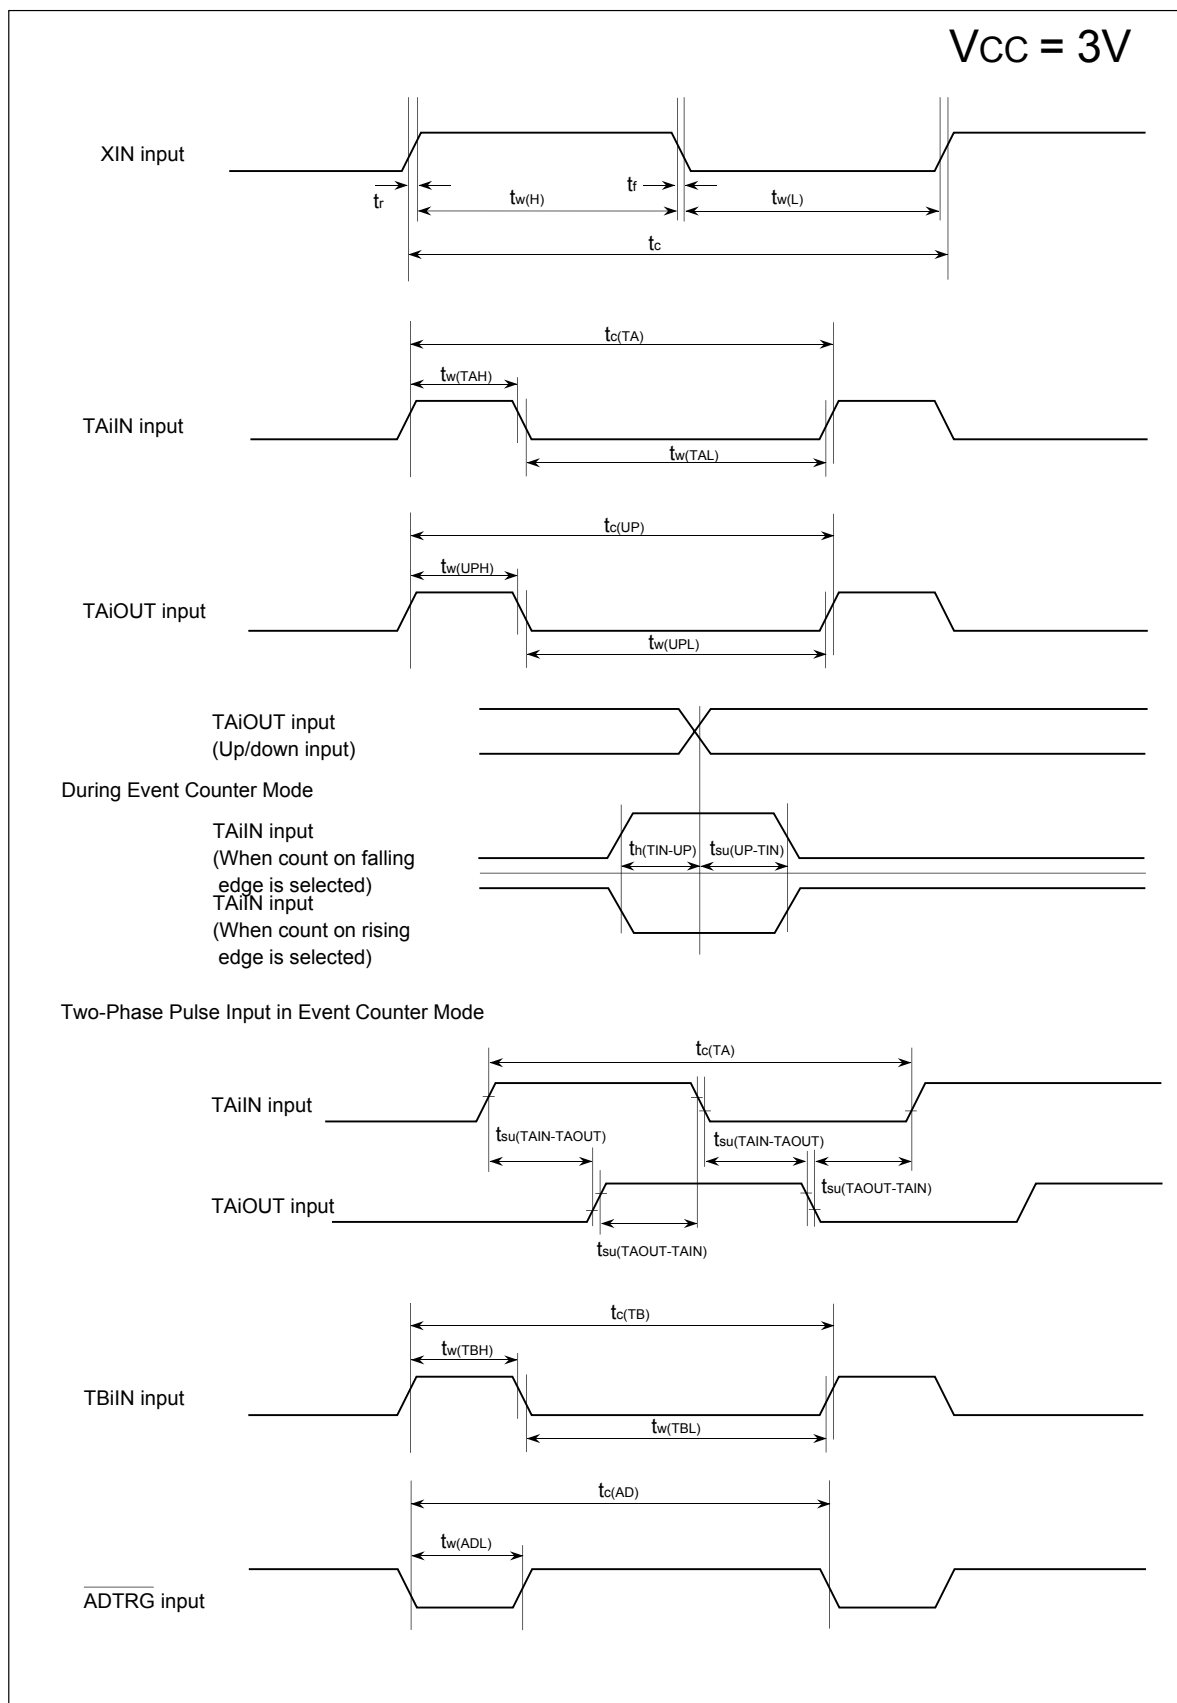 VCC = 3V
XIN input
tr
tw(H)
tf
tw(L)
tc
tc(TA)
tw(TAH)
TAiIN input
tw(TAL)
tc(UP)
tw(UPH)
TAiOUT input
tw(UPL)
TAiOUT input
(Up/down input)
During Event Counter Mode
TAiIN input
(When count on falling
edge is selected)
th(TIN-UP)
tsu(UP-TIN)
TAiIN input
(When count on rising
edge is selected)
Two-Phase Pulse Input in Event Counter Mode
tc(TA)
TAiIN input
tsu(TAIN-TAOUT)
tsu(TAIN-TAOUT)
tsu(TAOUT-TAIN)
TAiOUT input
tsu(TAOUT-TAIN)
tc(TB)
tw(TBH)
TBiIN input
tw(TBL)
tc(AD)
tw(ADL)
ADTRG input